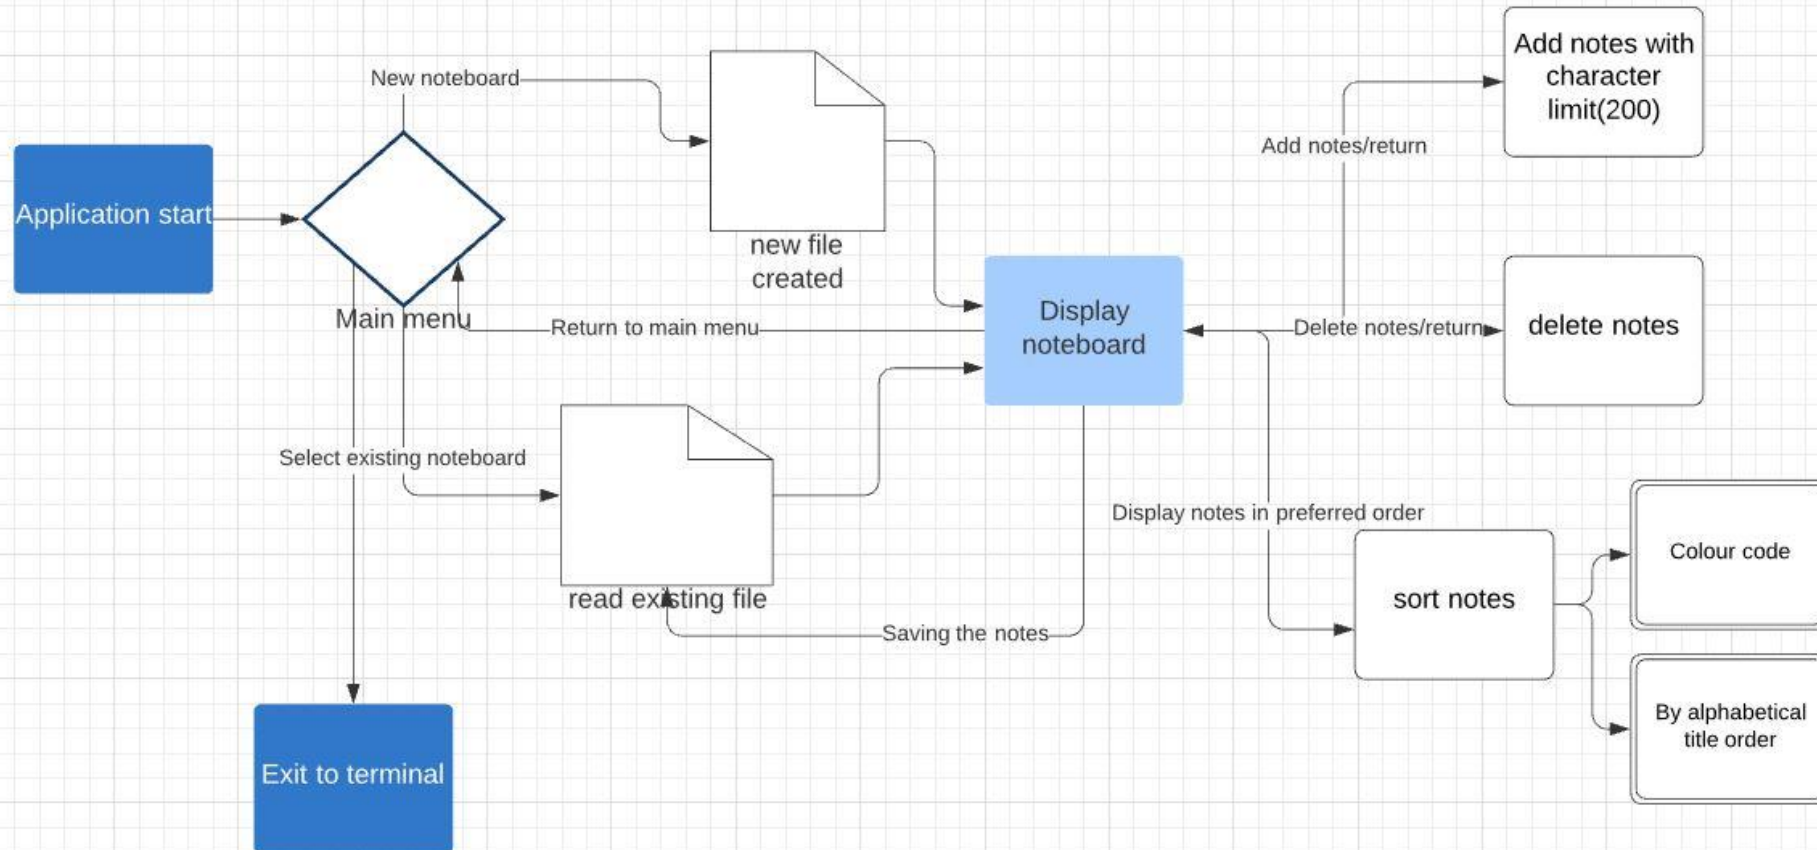 New noteboard
Application start
Main menu
new file
created
Return to main menu
Select existing noteboard
read existing file
Saving the notes
Exit to terminal
Display
noteboard
Add notes/return
Add notes with
character
limit(200)
Delete notes/return
delete notes
Display notes in preferred order
sort notes
Colour code
By alphabetical
title order